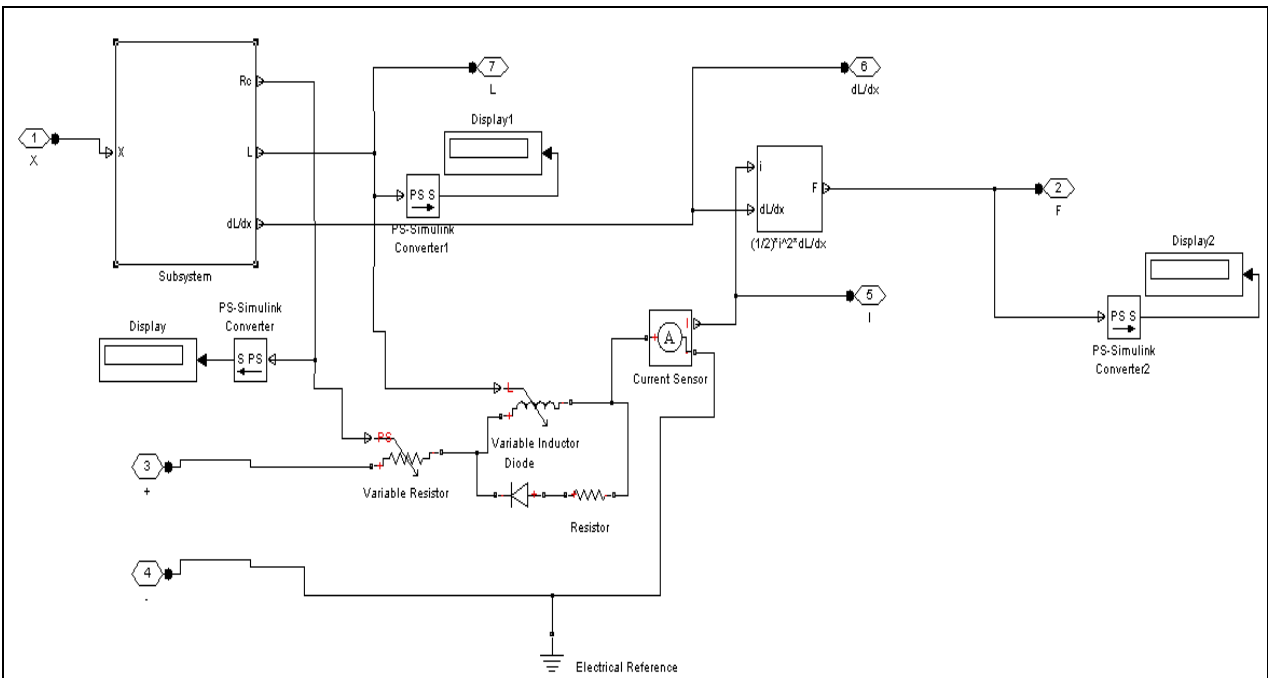 7
L
6
dL/dx
Rc
1
X
X
L
dL/dx
Subsystem
Display1
PS S
PS-Simulink
Converter1
i
dL/dx
F
(1/2)*i^2*dL/dx
2
F
Display2
PS S
PS-Simulink
Converter2
5
I
PS-Simulink
Converter
Display
S PS
I
A
+
Current Sensor
L
+
Variable Inductor
Diode
PS
+
Variable Resistor
3
+
+
+
Resistor
4
-
Electrical Reference